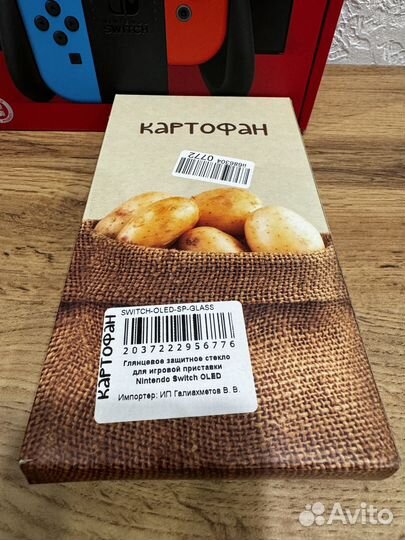 SWITCH
КАРТОФАН
0772
КАРТОФАН
SWITCH-OLED-SP-GLASS
2037222956776
Глянцевое защитное стекло
для игровой приставки
Nintendo Switch OLED
Импортер: ИП Галиахметов В. В.
Avito